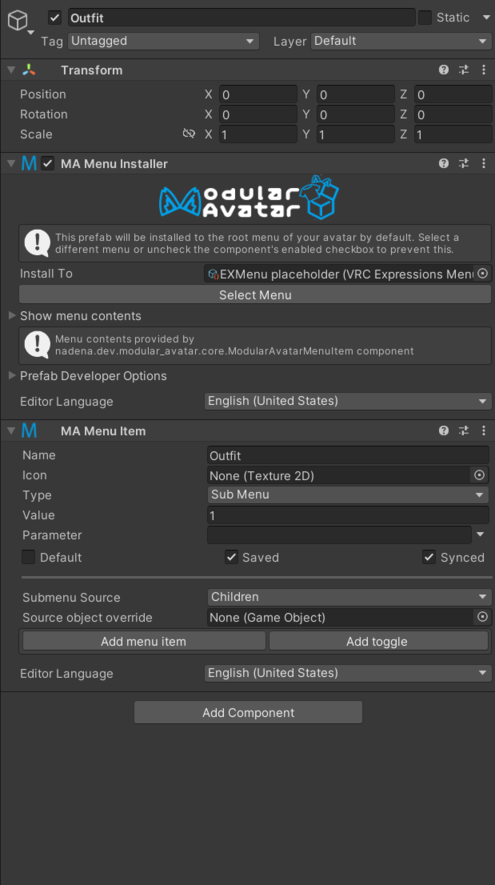 Outfit
Static
Tag Untagged Layer Default
Transform
Position X 0 Y 0 Z 0
Rotation X 0 Y 0 Z 0
Scale X 1 Y 1 Z 1
MA Menu Installer
Modular
Avatar
This prefab will be installed to the root menu of your avatar by default. Select a
different menu or uncheck the component's enabled checkbox to prevent this.
Install To EXMenu placeholder (VRC Expressions Men
Select Menu
Show menu contents
Menu contents provided by
nadena.dev.modular_avatar.core.ModularAvatarMenuItem component
Prefab Developer Options
Editor Language English (United States)
MA Menu Item
Name Outfit
Icon None (Texture 2D)
Type Sub Menu
Value 1
Parameter
Default Saved Synced
Submenu Source Children
Source object override None (Game Object)
Add menu item Add toggle
Editor Language English (United States)
Add Component